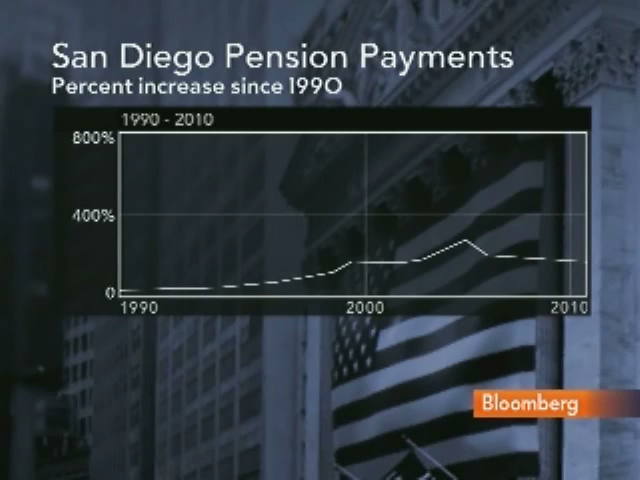 San Diego Pension Payments
Percent increase since 1990
1990 - 2010
800%
400%
0
1990 2000 2010
Bloomberg